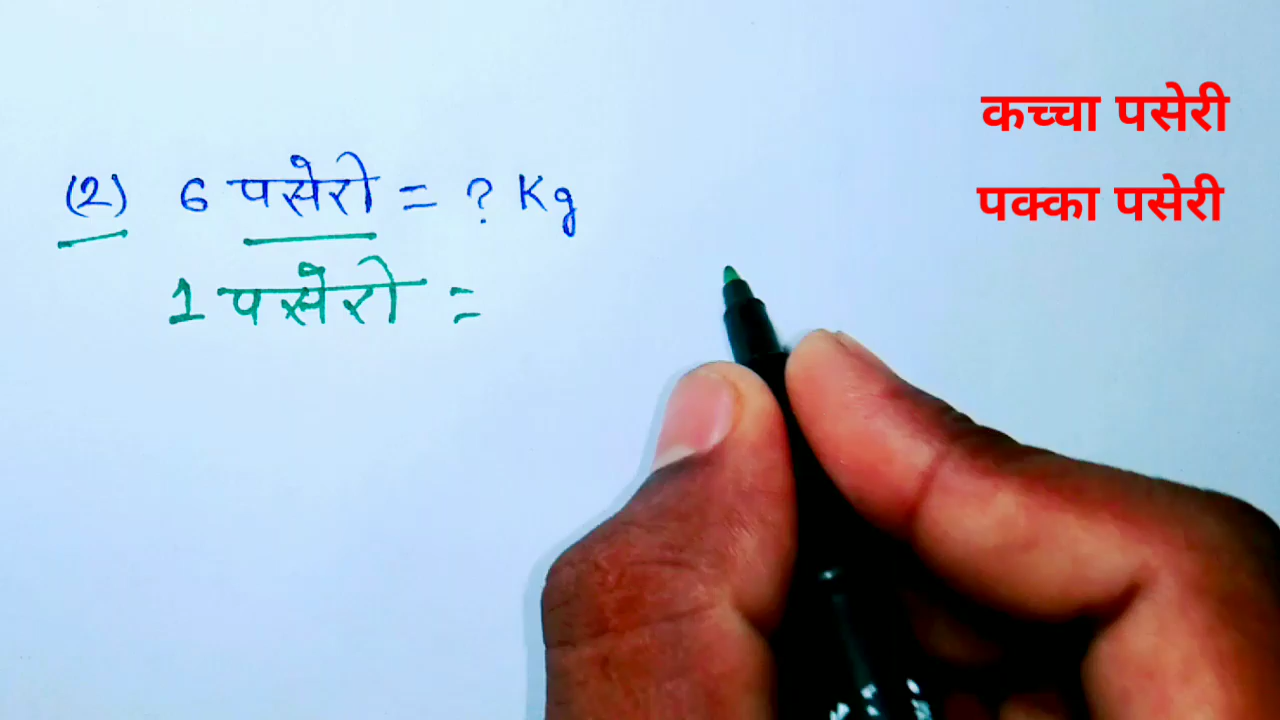 (2) 6 पसेरी = ? Kg
1 पसेरी =
कच्चा पसेरी
पक्का पसेरी